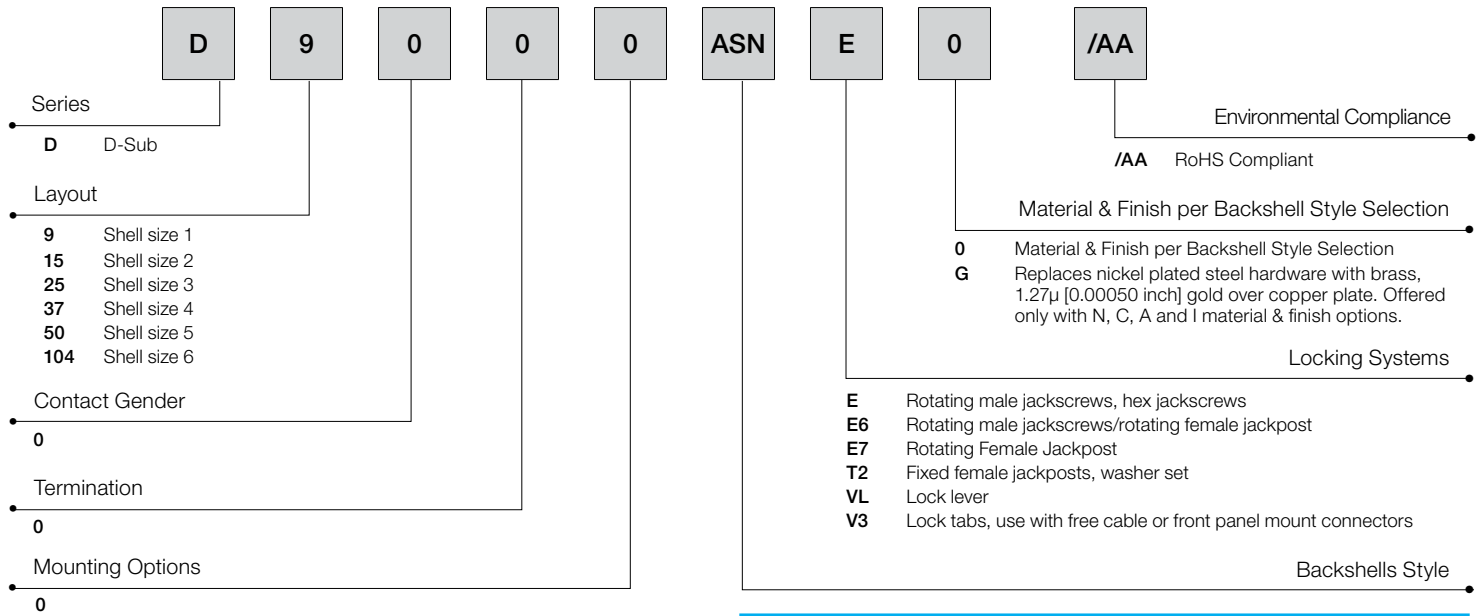 D 9 0 0 0 ASN E 0 /AA
Series
D D-Sub
Layout
9 Shell size 1
15 Shell size 2
25 Shell size 3
37 Shell size 4
50 Shell size 5
104 Shell size 6
Contact Gender
0
Termination
0
Mounting Options
0
Environmental Compliance
/AA RoHS Compliant
Material & Finish per Backshell Style Selection
0 Material & Finish per Backshell Style Selection
G Replaces nickel plated steel hardware with brass,
1.27µ [0.00050 inch] gold over copper plate. Offered
only with N, C, A and I material & finish options.
Locking Systems
E Rotating male jackscrews, hex jackscrews
E6 Rotating male jackscrews/rotating female jackpost
E7 Rotating Female Jackpost
T2 Fixed female jackposts, washer set
VL Lock lever
V3 Lock tabs, use with free cable or front panel mount connectors
Backshells Style